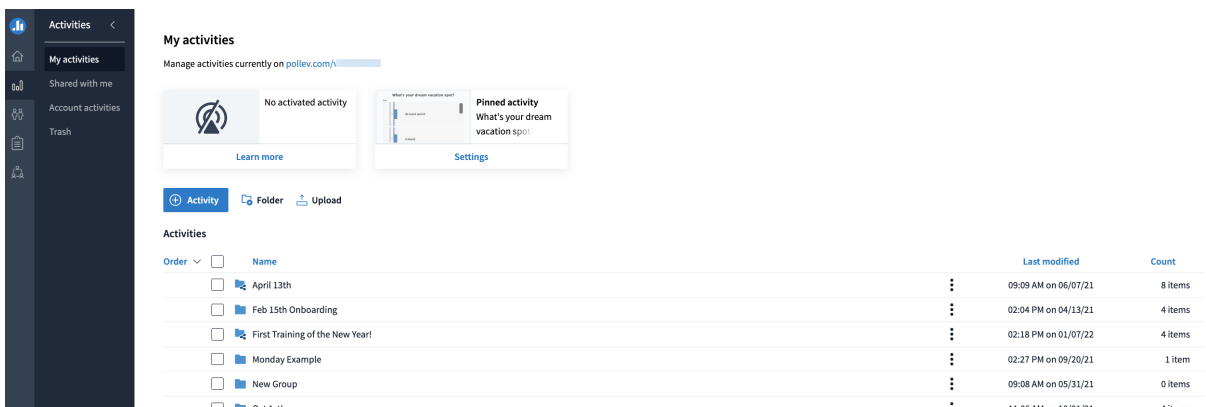 Activities
My activities
Shared with me
Account activities
Trash
My activities
Manage activities currently on pollev.com/
No activated activity
Learn more
What's your dream vacation spot?
Pinned activity
What's your dream
vacation spot?
Settings
Activity Folder Upload
Activities
Order Name Last modified Count
April 13th 09:09 AM on 06/07/21 8 items
Feb 15th Onboarding 02:04 PM on 04/13/21 4 items
First Training of the New Year! 02:18 PM on 01/07/22 4 items
Monday Example 02:27 PM on 09/20/21 1 item
New Group 09:08 AM on 05/31/21 0 items